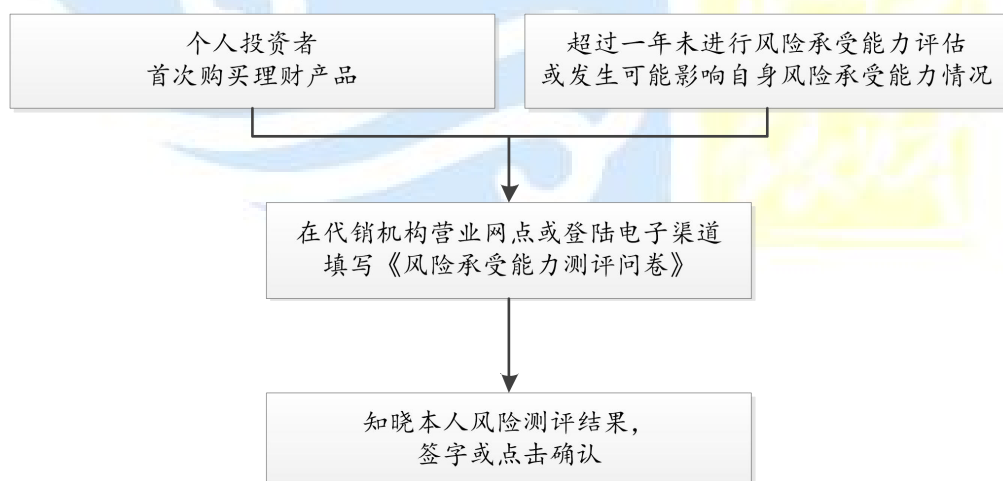 个人投资者
首次购买理财产品
超过一年未进行风险承受能力评估
或发生可能影响自身风险承受能力情况
在代销机构营业网点或登陆电子渠道
填写《风险承受能力测评问卷》
知晓本人风险测评结果，
签字或点击确认